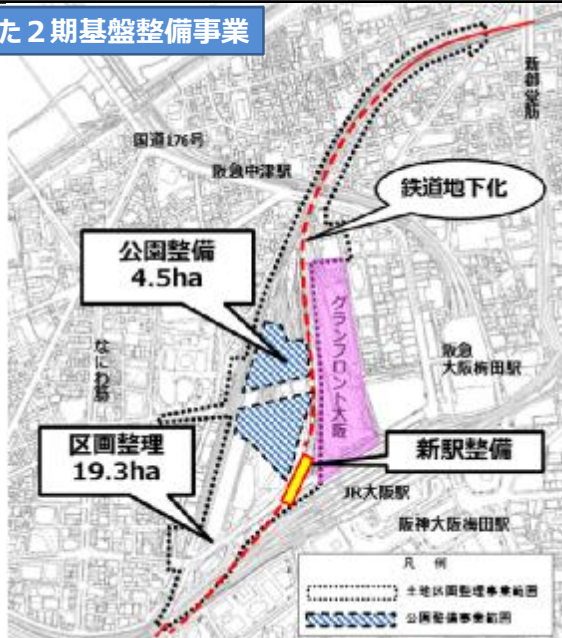 た２期基盤整備事業
新御堂筋
国道176号
阪急中津駅
鉄道地下化
公園整備
4.5ha
グランフロント大阪
なにわ筋
阪急
大阪梅田駅
区画整理
19.3ha
新駅整備
JR大阪駅
阪神大阪梅田駅
凡 例
土地区画整理事業範囲
公園整備事業範囲